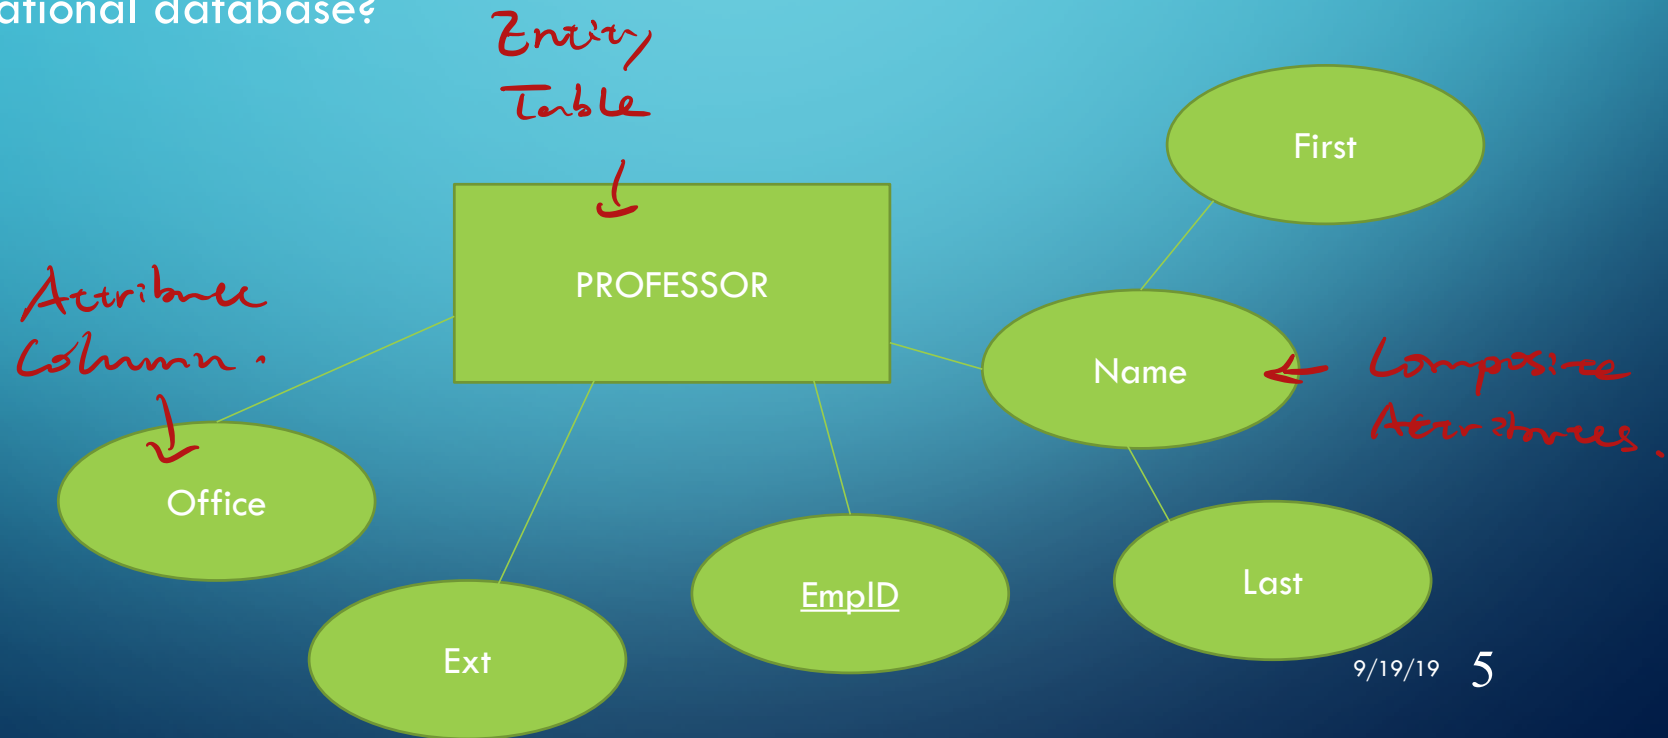 ational database?
Entity
Table
First
PROFESSOR
Attribute
Column.
Name
Composite
Attributes.
Office
EmpID
Last
Ext
9/19/19 5